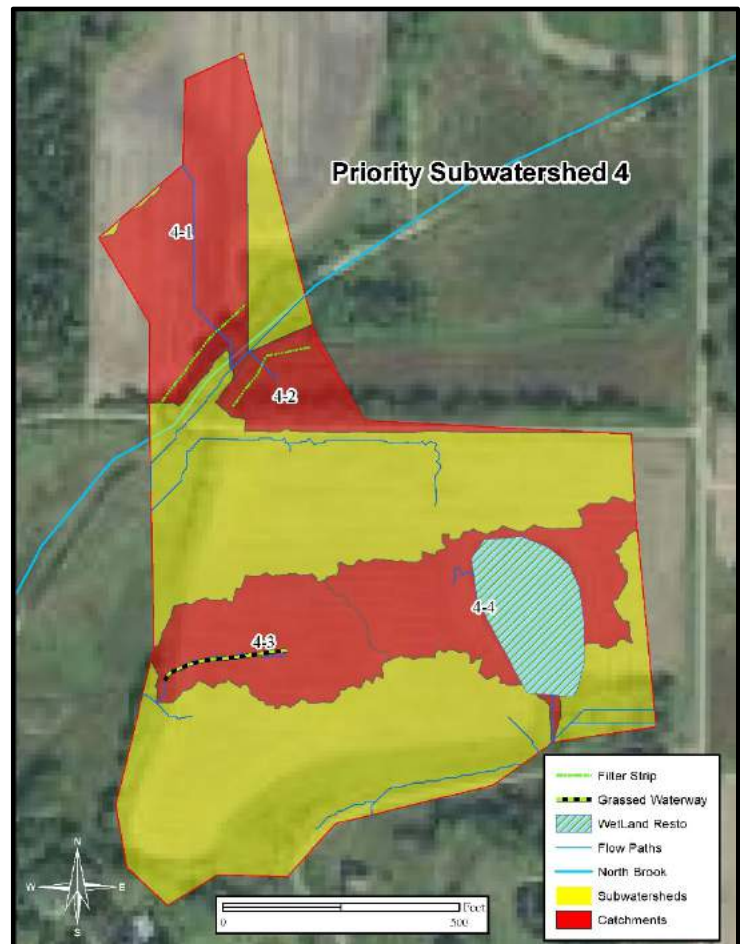 Priority Subwatershed 4
4-1
4-2
4-3
4-4
Filter Strip
Grassed Waterway
WetLand Resto
Flow Paths
North Brook
Subwatersheds
Catchments
N
W E
S
Feet
0 500